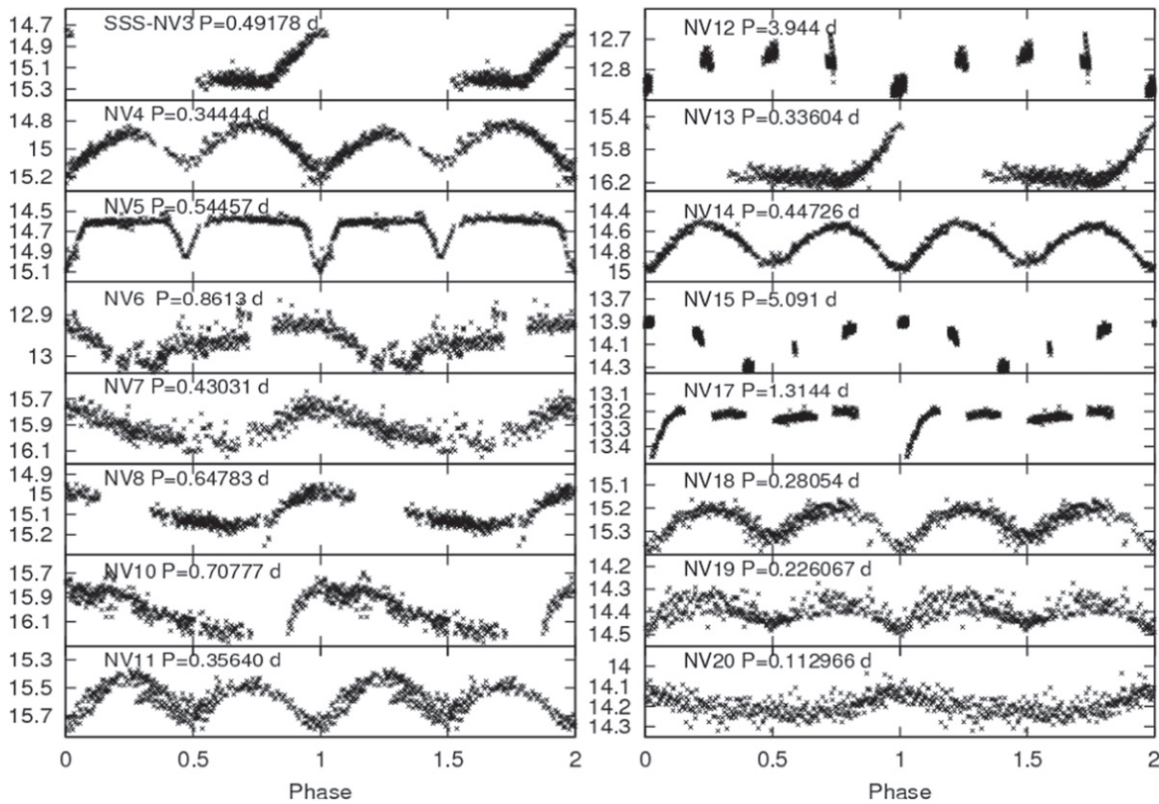 SSS-NV3 P=0.49178 d
14.7
14.9
15.1
15.3
NV4 P=0.34444 d
14.8
15
15.2
NV5 P=0.54457 d
14.5
14.7
14.9
15.1
NV6 P=0.8613 d
12.9
13
NV7 P=0.43031 d
15.7
15.9
16.1
NV8 P=0.64783 d
14.9
15
15.1
15.2
NV10 P=0.70777 d
15.7
15.9
16.1
NV11 P=0.35640 d
15.3
15.5
15.7
0 0.5 1 1.5 2
Phase
NV12 P=3.944 d
12.7
12.8
NV13 P=0.33604 d
15.4
15.8
16.2
NV14 P=0.44726 d
14.4
14.6
14.8
15
NV15 P=5.091 d
13.7
13.9
14.1
14.3
NV17 P=1.3144 d
13.1
13.2
13.3
13.4
NV18 P=0.28054 d
15.1
15.2
15.3
NV19 P=0.226067 d
14.2
14.3
14.4
14.5
NV20 P=0.112966 d
14
14.1
14.2
14.3
0 0.5 1 1.5 2
Phase